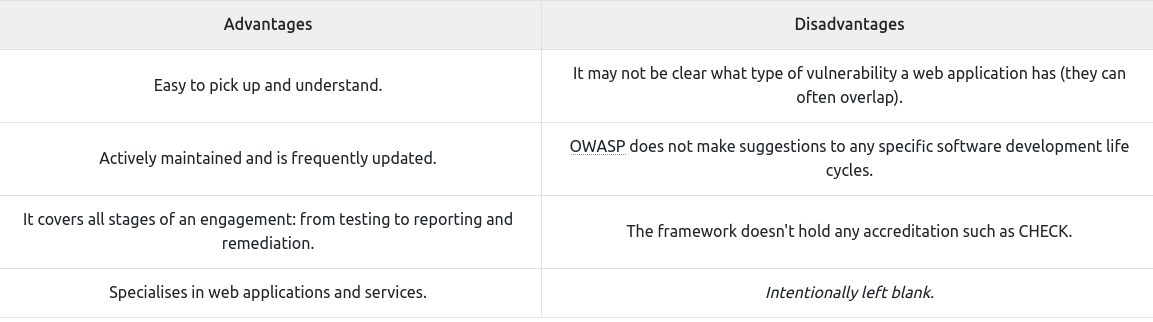 Advantages
Disadvantages
Easy to pick up and understand.
It may not be clear what type of vulnerability a web application has (they can
often overlap).
Actively maintained and is frequently updated.
OWASP does not make suggestions to any specific software development life
cycles.
It covers all stages of an engagement: from testing to reporting and
remediation.
The framework doesn't hold any accreditation such as CHECK.
Specialises in web applications and services.
Intentionally left blank.